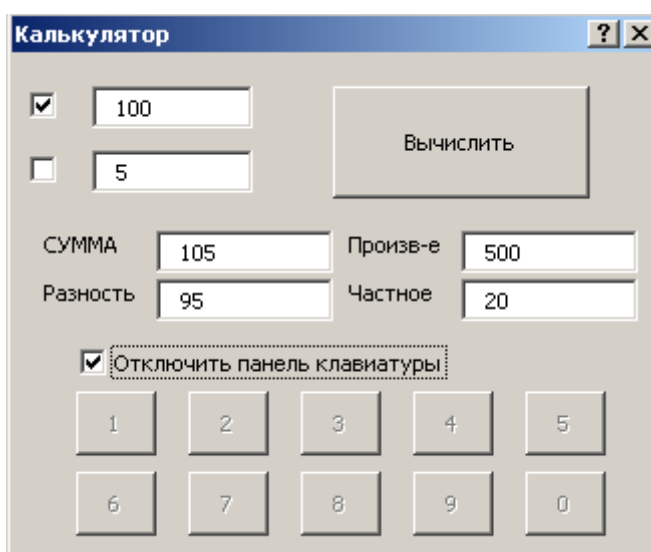 Калькулятор
100
Вычислить
5
СУММА 105 Произв-е 500
Разность 95 Частное 20
Отключить панель клавиатуры
1 2 3 4 5
6 7 8 9 0